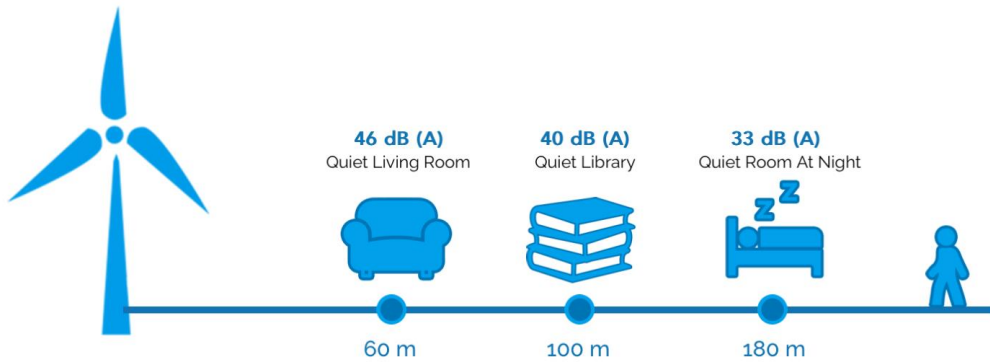 46 dB (A)
Quiet Living Room
40 dB (A)
Quiet Library
33 dB (A)
Quiet Room At Night
Z
Z
60 m
100 m
180 m